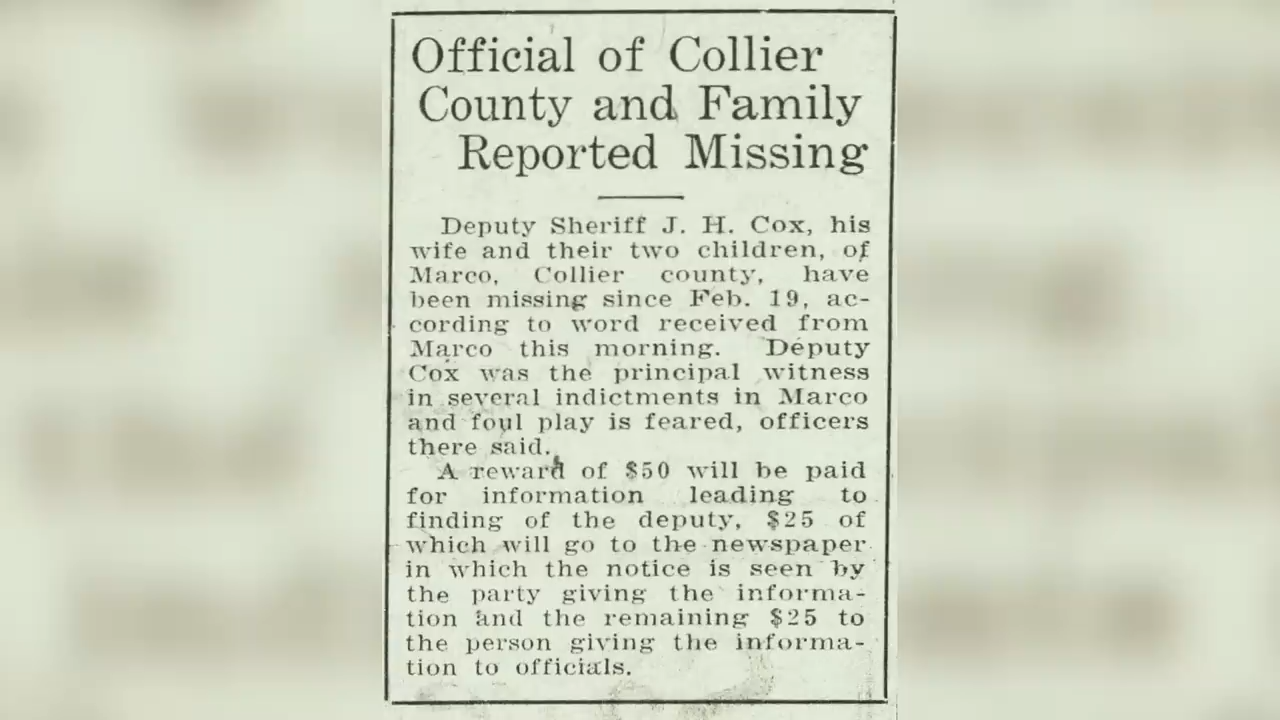 Official of Collier
County and Family
Reported Missing
Deputy Sheriff J. H. Cox, his
wife and their two children, of
Marco, Collier county, have
been missing since Feb. 19, ac-
cording to word received from
Marco this morning. Deputy
Cox was the principal witness
in several indictments in Marco
and foul play is feared, officers
there said.
A reward of $50 will be paid
for information leading to
finding of the deputy, $25 of
which will go to the newspaper
in which the notice is seen by
the party giving the informa-
tion and the remaining $25 to
the person giving the informa-
tion to officials.